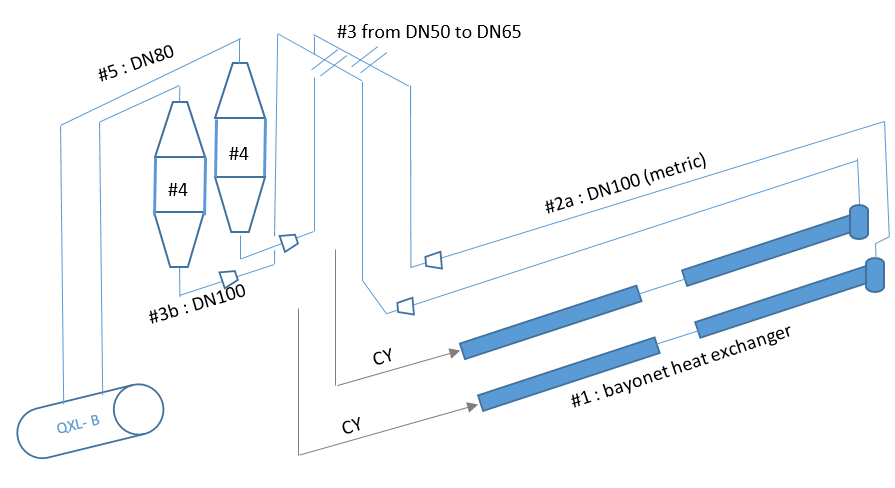 #3 from DN50 to DN65
#5 : DN80
#4
#4
#2a : DN100 (metric)
#3b : DN100
CY
#1 : bayonet heat exchanger
CY
QXL- B